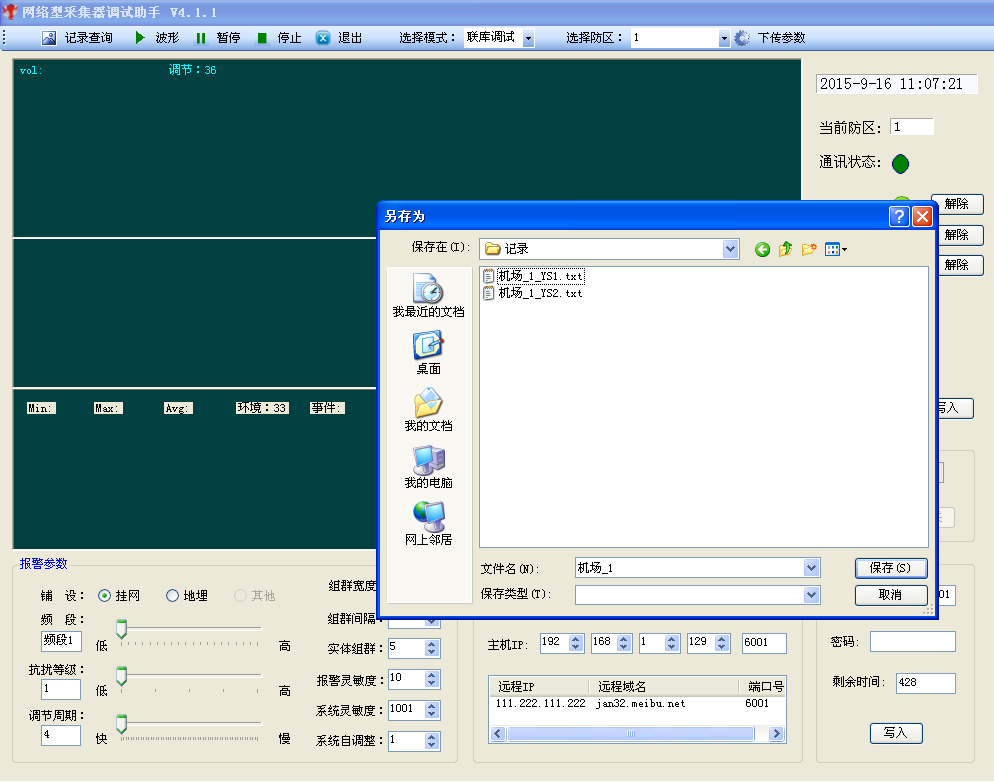 网络型采集器调试助手 V4.1.1
记录查询 波形 暂停 停止 退出 选择模式： 联库调试 选择防区： 1 下传参数
vol: 调节：36
2015-9-16 11:07:21
当前防区: 1
通讯状态:
解除
解除
解除
另存为
保存在(I): 记录
机场_1_YS1.txt
机场_1_YS2.txt
我最近的文档
桌面
我的文档
我的电脑
网上邻居
文件名(N): 机场_1 保存(S)
保存类型(T): 取消
Min: Max: Avg: 环境：33 事件:
写入
报警参数
铺 设： 挂网 地埋 其他
频 段：
频段1 低 高
抗扰等级：
1 低 高
调节周期：
4 快 慢
组群宽度
组群间隔
实体组群： 5
报警灵敏度： 10
系统灵敏度： 1001
系统自调整： 1
主机IP: 192 168 1 129 6001
远程IP 远程域名 端口号
111.222.111.222 jan32.meibu.net 6001
01
密码:
剩余时间: 428
写入